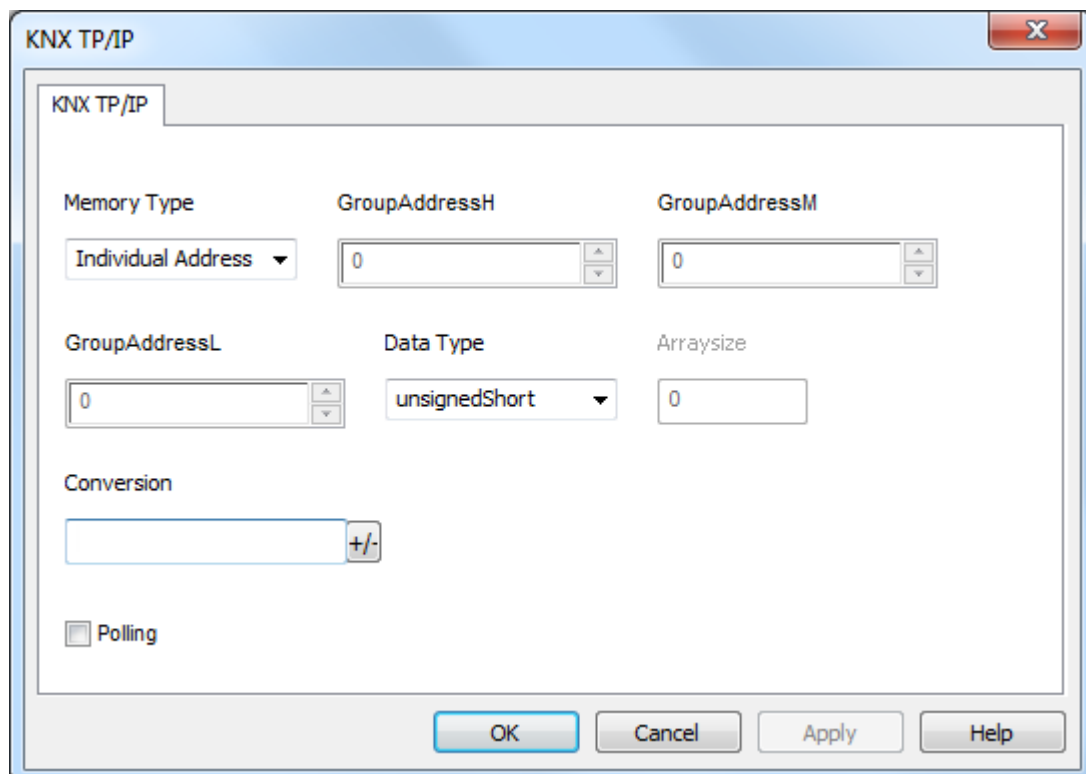 KNX TP/IP
KNX TP/IP
Memory Type GroupAddressH GroupAddressM
Individual Address 0 0
GroupAddressL Data Type Arraysize
0 unsignedShort 0
Conversion
+/-
Polling
OK Cancel Apply Help